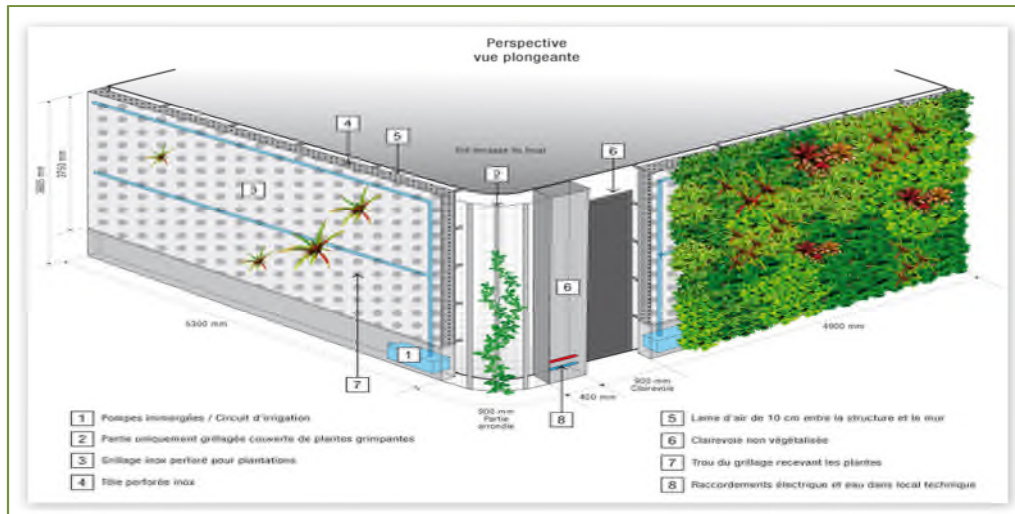 Perspective
vue plongeante
4
5
6
2
3
6
1
7
8
3750 mm
5300 mm
900 mm
Partie
arrondie
400 mm
900 mm
Clairevoie
4900 mm
1 Pompes immergées / Circuit d'irrigation
2 Partie uniquement grillagée couverte de plantes grimpantes
3 Grillage inox perforé pour plantations
4 Tôle perforée inox
5 Lame d'air de 10 cm entre la structure et le mur
6 Clairevoie non végétalisée
7 Trou du grillage recevant les plantes
8 Raccordements électrique et eau dans local technique